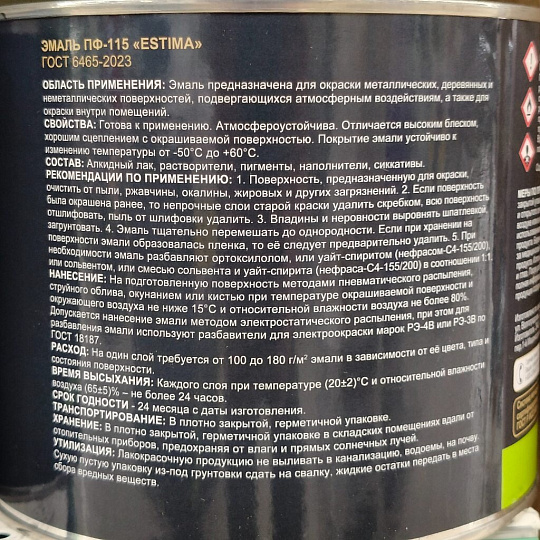 ЭМАЛЬ ПФ-115 «ESTIMA»
ГОСТ 6465-2023
ОБЛАСТЬ ПРИМЕНЕНИЯ: Эмаль предназначена для окраски металлических, деревянных и
неметаллических поверхностей, подвергающихся атмосферным воздействиям, а также для
окраски внутри помещений.
СВОЙСТВА: Готова к применению. Атмосфероустойчива. Отличается высоким блеском,
хорошим сцеплением с окрашиваемой поверхностью. Покрытие эмали устойчиво к
изменению температуры от -50°С до +60°С.
СОСТАВ: Алкидный лак, растворители, пигменты, наполнители, сиккативы.
РЕКОМЕНДАЦИИ ПО ПРИМЕНЕНИЮ: 1. Поверхность, предназначенную для окраски,
очистить от пыли, ржавчины, окалины, жировых и других загрязнений. 2. Если поверхность
была окрашена ранее, то непрочные слои старой краски удалить скребком, всю поверхность
отшлифовать, пыль от шлифовки удалить. 3. Впадины и неровности выровнять шпатлевкой,
загрунтовать. 4. Эмаль тщательно перемешать до однородности. Если при хранении на
поверхности эмали образовалась пленка, то её следует предварительно удалить. 5. При
необходимости эмаль разбавляют ортоксилолом, или уайт-спиритом (нефрасом-С4-155/200),
или сольвентом, или смесью сольвента и уайт-спирита (нефраса-С4-155/200) в соотношении 1:1.
НАНЕСЕНИЕ: На подготовленную поверхность методами пневматического распыления,
струйного облива, окунанием или кистью при температуре окрашиваемой поверхности и
окружающего воздуха не ниже 15°С и относительной влажности воздуха не более 80%.
Допускается нанесение эмали методом электростатического распыления, при этом для
разбавления эмали используют разбавители для электроокраски марок РЭ-4В или РЭ-3В по
ГОСТ 18187.
РАСХОД: На один слой требуется от 100 до 180 г/м² эмали в зависимости от её цвета, типа и
состояния поверхности.
ВРЕМЯ ВЫСЫХАНИЯ: Каждого слоя при температуре (20±2)°С и относительной влажности
воздуха (65±5)% – не более 24 часов.
СРОК ГОДНОСТИ - 24 месяца с даты изготовления.
ТРАНСПОРТИРОВАНИЕ: В плотно закрытой, герметичной упаковке.
ХРАНЕНИЕ: В плотно закрытой, герметичной упаковке в складских помещениях вдали от
отопительных приборов, предохраняя от влаги и прямых солнечных лучей.
УТИЛИЗАЦИЯ: Лакокрасочную продукцию не выливать в канализацию, водоемы, на почву.
Сухую пустую упаковку из-под грунтовки сдать на свалку, жидкие остатки передать в места
сбора вредных веществ.